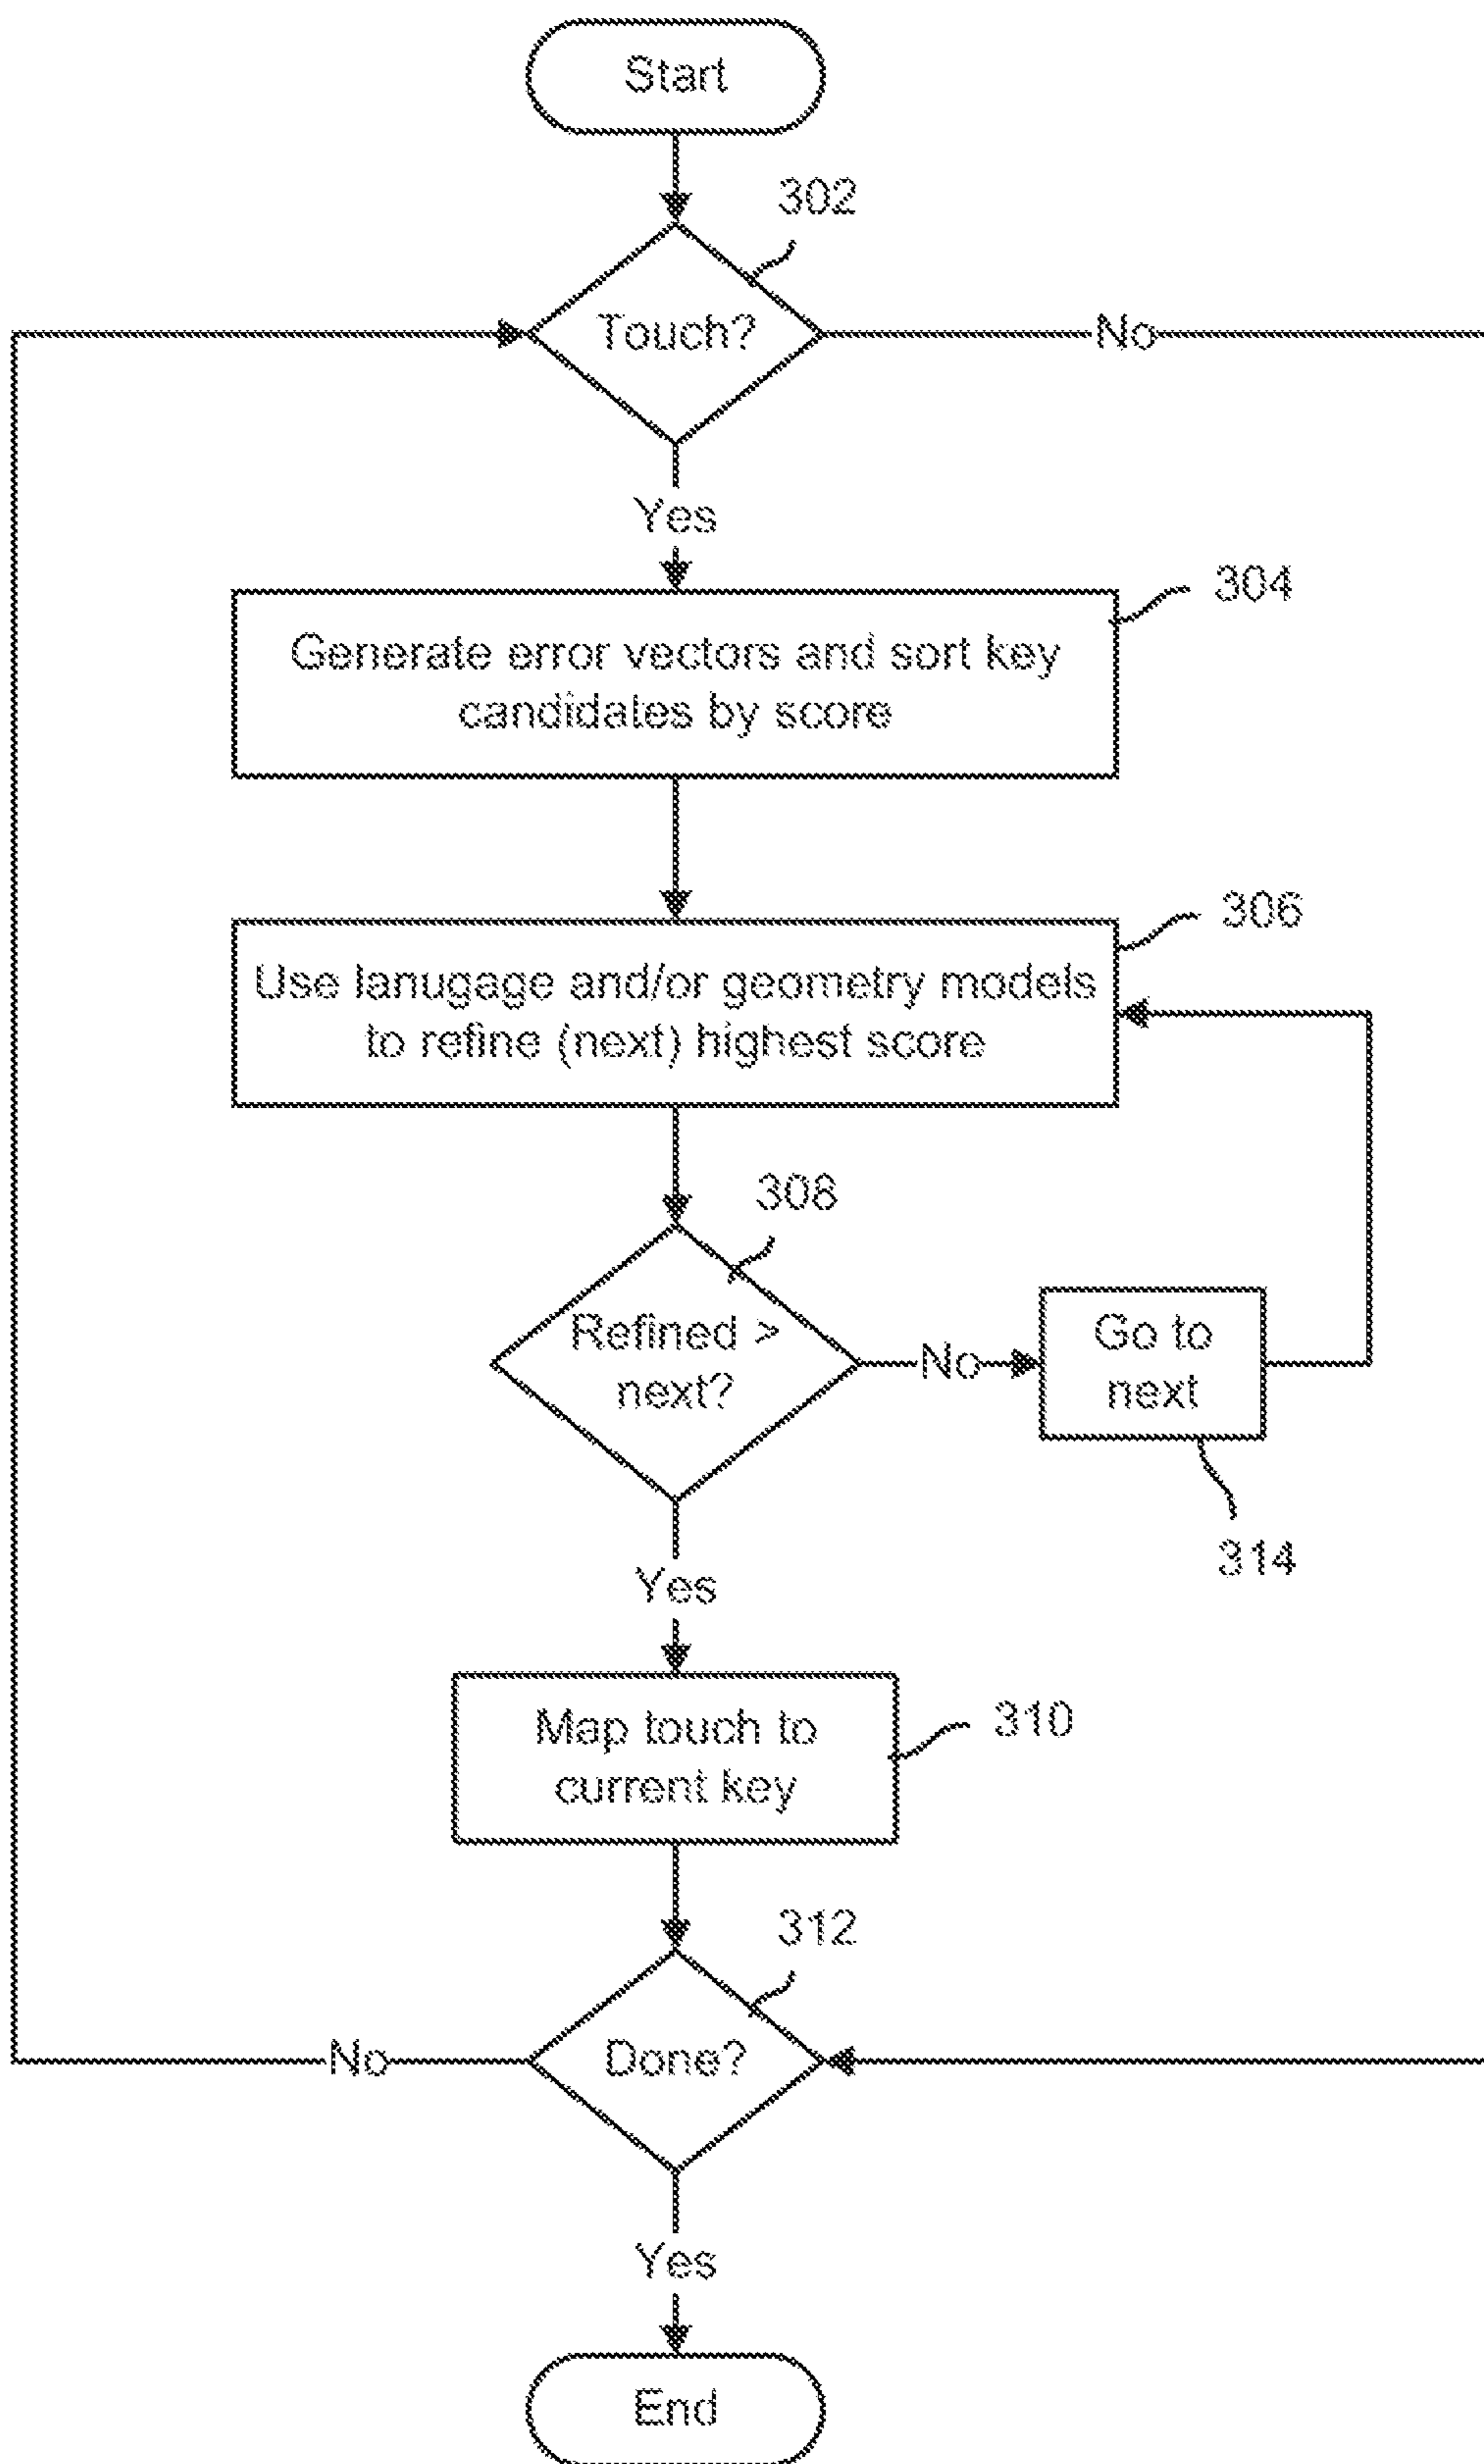 Start
302
Touch?
No
Yes
304
Generate error vectors and sort key
candidates by score
306
Use lanugage and/or geometry models
to refine (next) highest score
308
Refined >
next?
No
Go to
next
314
Yes
Map touch to
current key
310
312
Done?
No
Yes
End